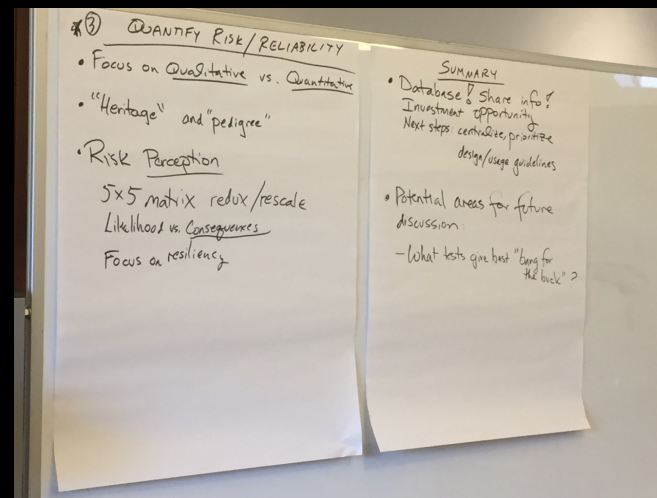 * ③ QUANTIFY RISK/RELIABILITY
• Focus on Qualitative vs. Quantitative
• "Heritage" and "pedigree"
• Risk Perception
5x5 matrix redux/rescale
Likelihood vs. Consequences
Focus on resiliency
SUMMARY
• Database! Share info!
Investment opportunity
Next steps: centralize, prioritize
design/usage guidelines
• Potential areas for future
discussion:
- What tests give best "bang for
the buck"?